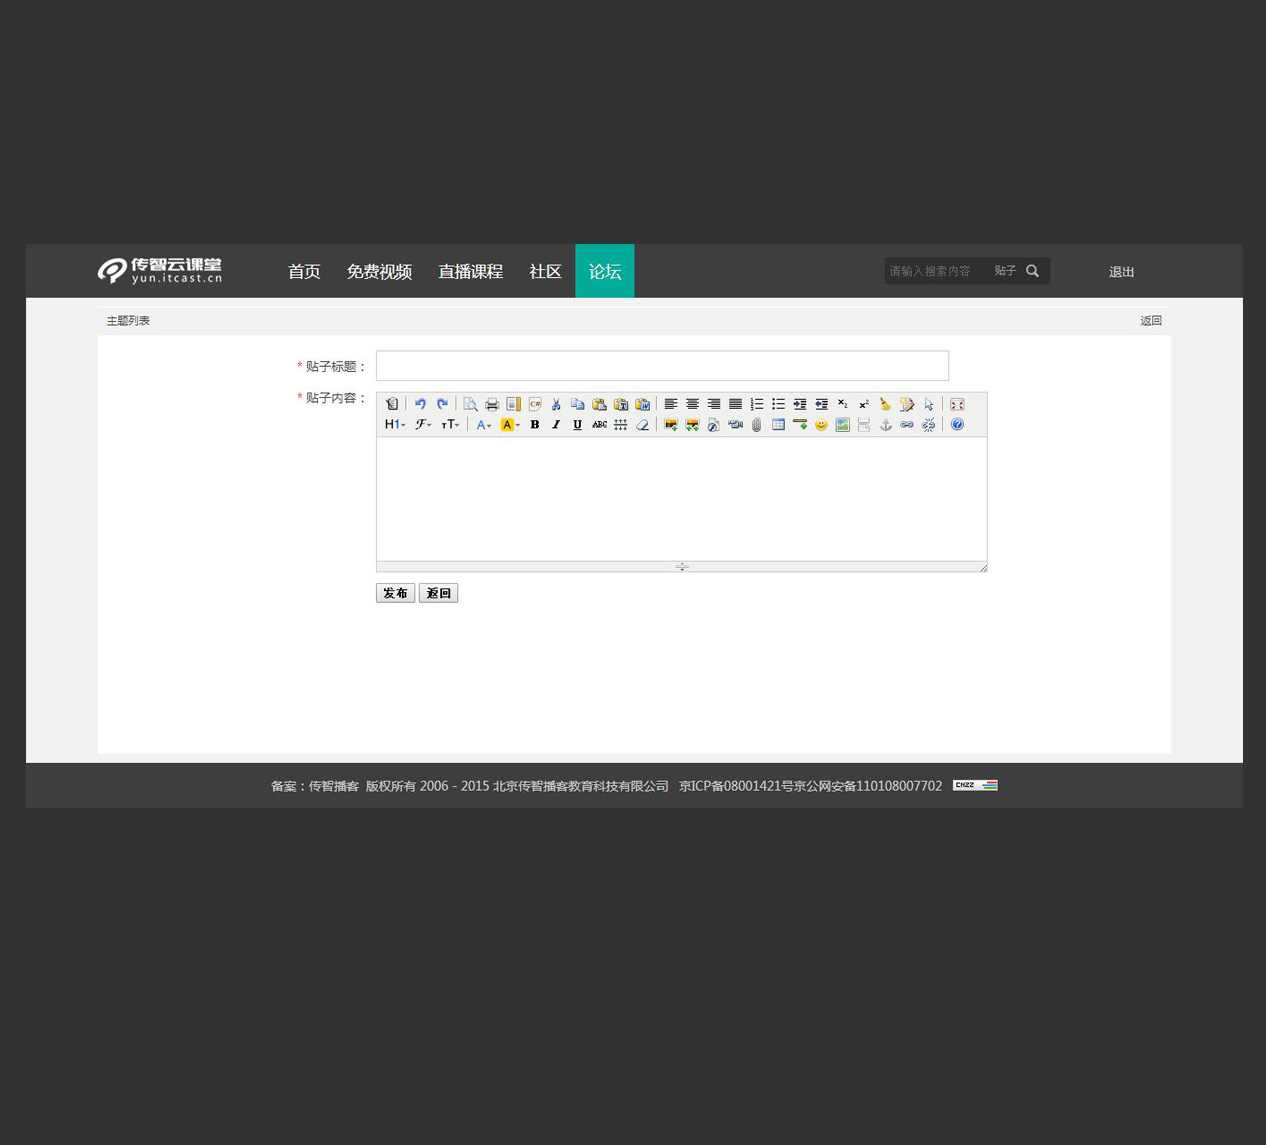 传智云课堂
yun.itcast.cn
首页 免费视频 直播课程 社区 论坛 请输入搜索内容 贴子 退出
主题列表 返回
* 贴子标题：
* 贴子内容：
H1 F тT A A B I U ABC
发布 返回
备案：传智播客 版权所有 2006 - 2015 北京传智播客教育科技有限公司 京ICP备08001421号京公网安备110108007702 CNZZ